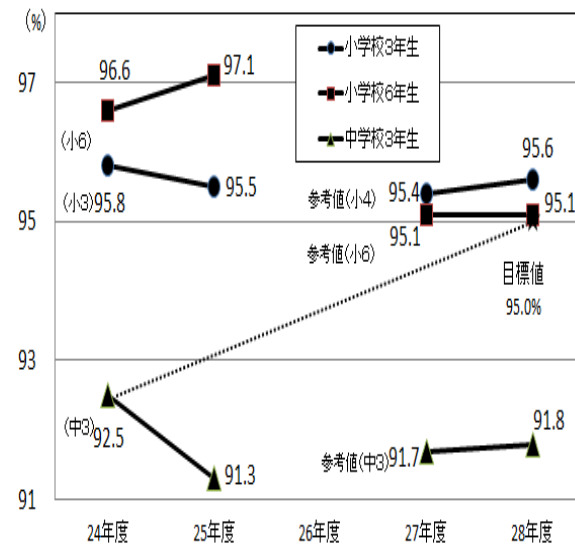 (%)
小学校3年生
小学校6年生
中学校3年生
97
95
93
91
96.6
97.1
(小6)
(小3)
95.8
95.5
参考値(小4)
95.4
95.6
95.1
95.1
参考値(小6)
目標値
95.0%
(中3)
92.5
91.3
参考値(中3)
91.7
91.8
24年度
25年度
26年度
27年度
28年度